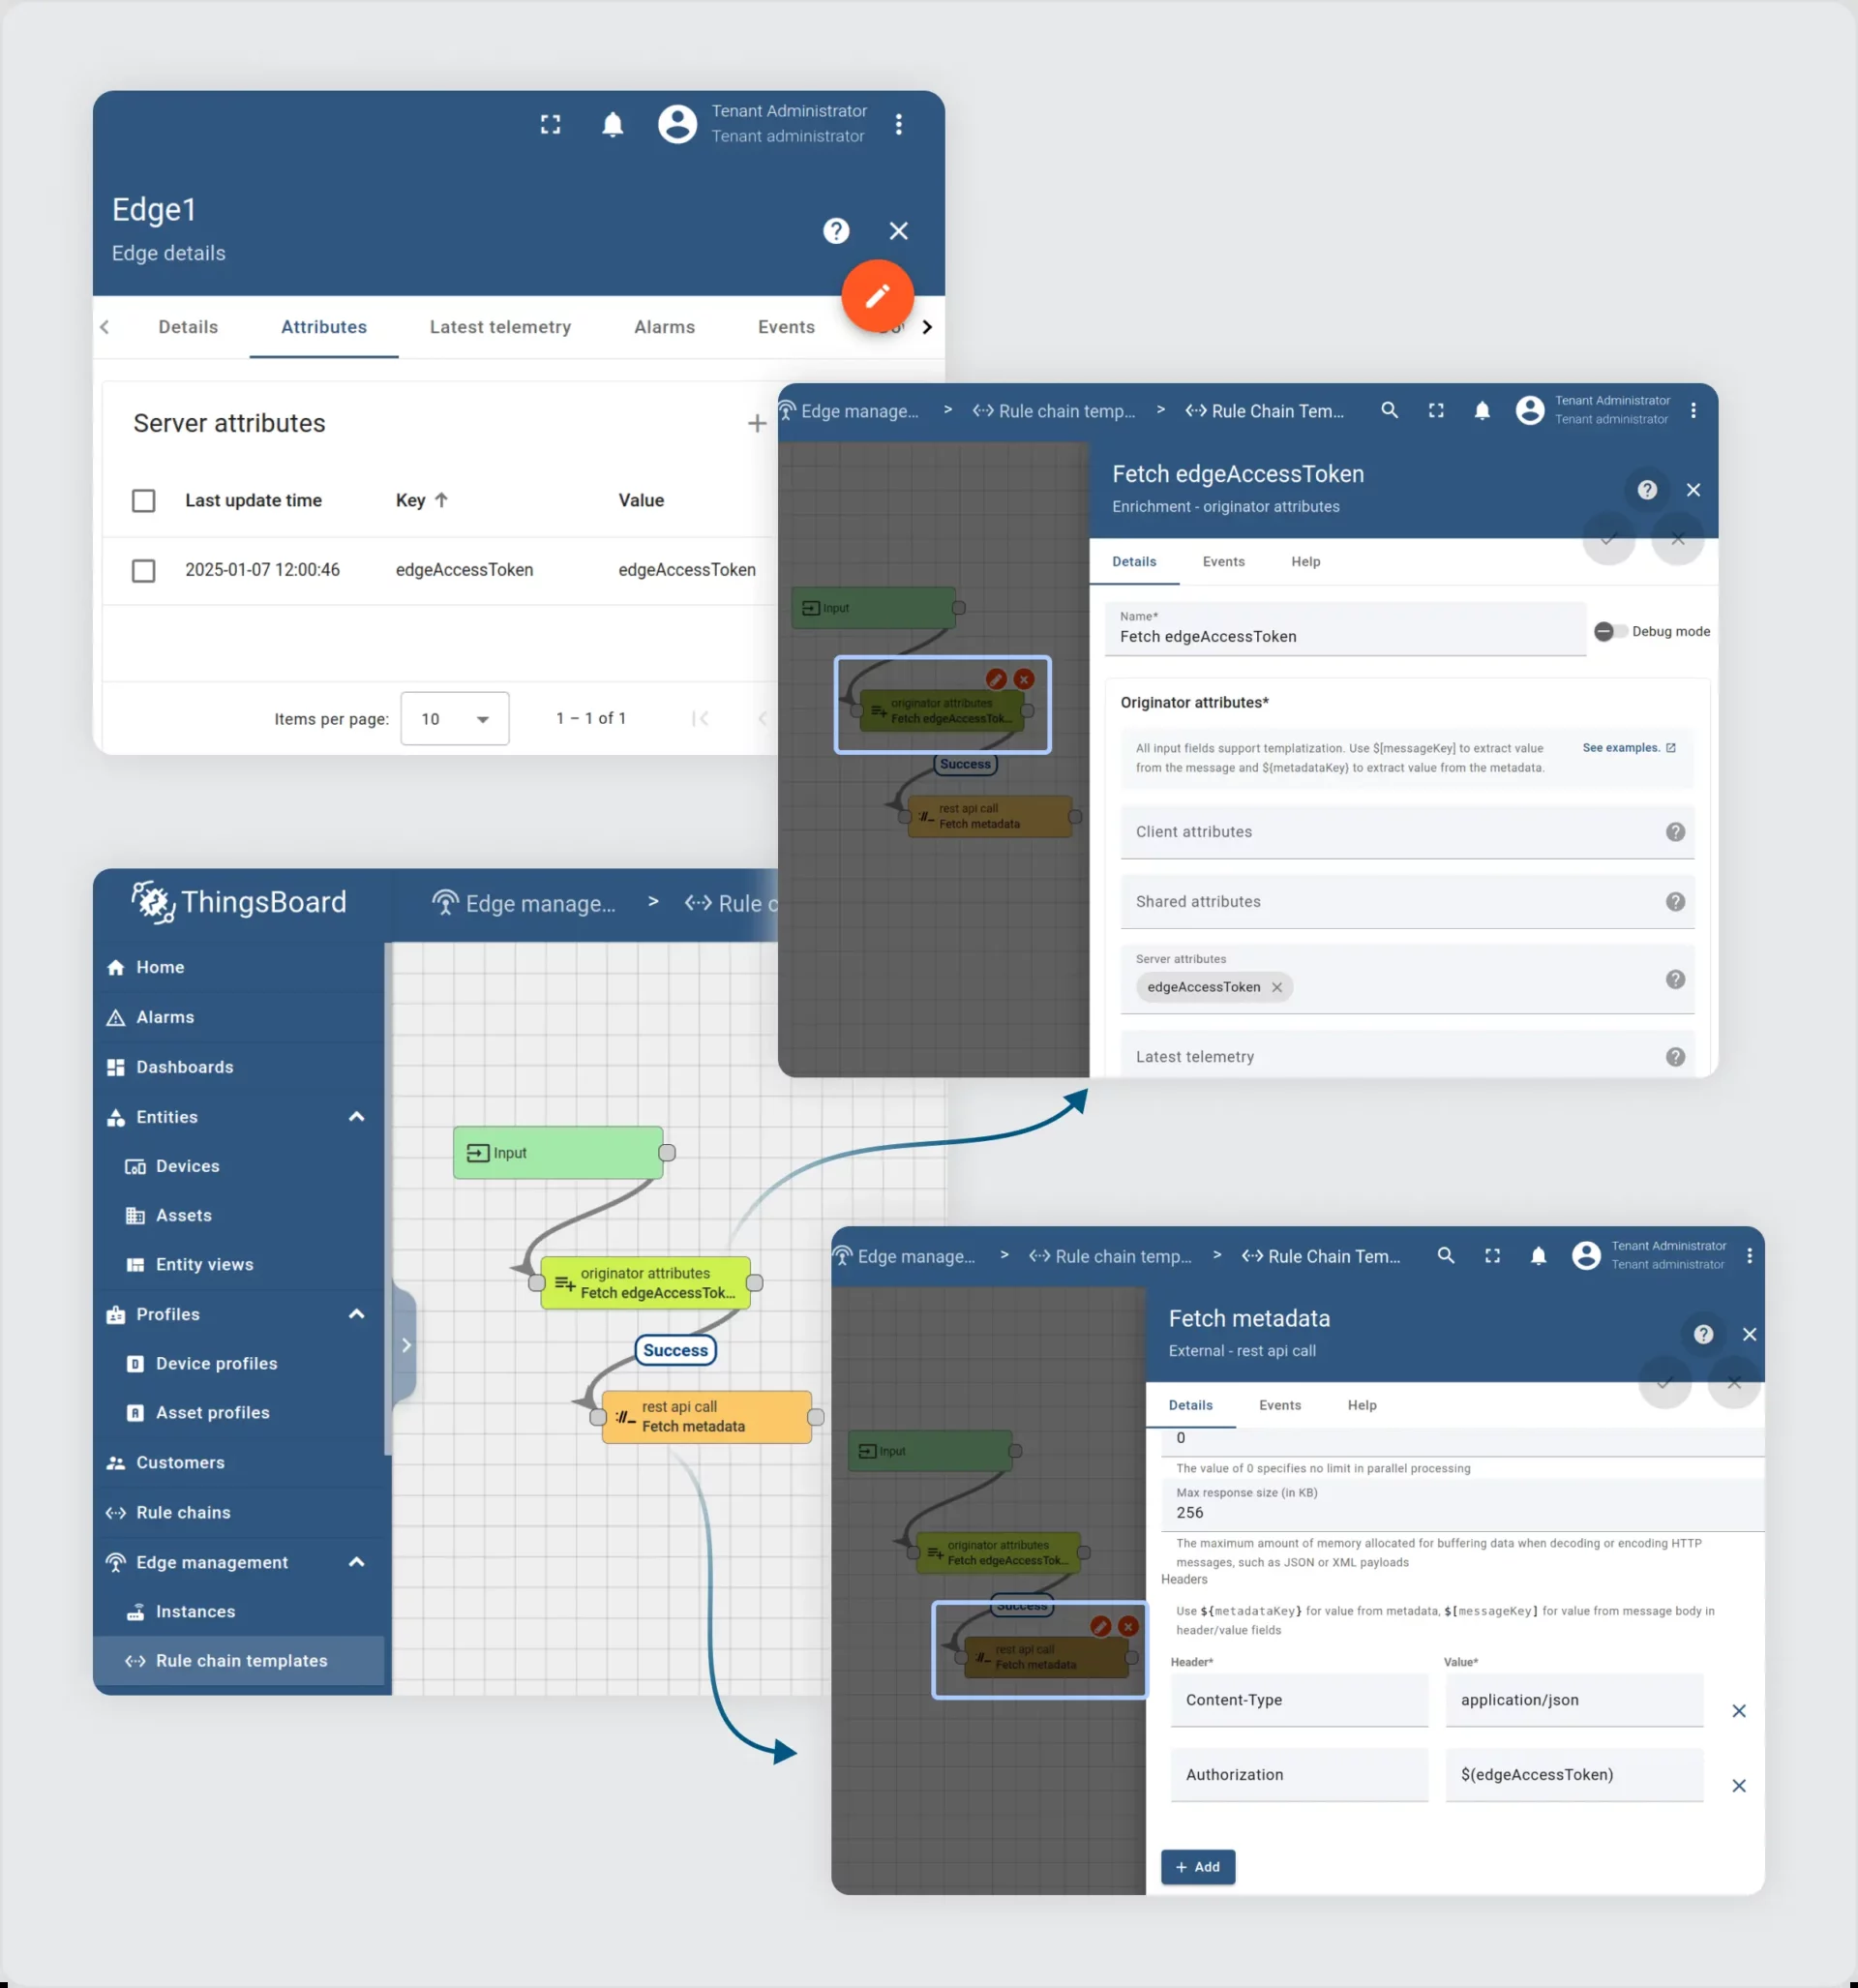 Tenant Administrator
Tenant administrator
Edge1
Edge details
Details Attributes Latest telemetry Alarms Events
Server attributes
Last update time Key Value
2025-01-07 12:00:46 edgeAccessToken edgeAccessToken
Items per page: 10 1 – 1 of 1
Edge manage... > Rule chain temp... > Rule Chain Tem...
Tenant Administrator
Tenant administrator
Fetch edgeAccessToken
Enrichment - originator attributes
Details Events Help
Input
originator attributes
Fetch edgeAccessTok...
Success
rest api call
Fetch metadata
Name*
Fetch edgeAccessToken
Debug mode
Originator attributes*
All input fields support templatization. Use $[messageKey] to extract value
from the message and ${metadataKey} to extract value from the metadata.
See examples.
Client attributes
Shared attributes
Server attributes
edgeAccessToken
Latest telemetry
ThingsBoard
Edge manage... > Rule c
Home
Alarms
Dashboards
Entities
Devices
Assets
Entity views
Profiles
Device profiles
Asset profiles
Customers
Rule chains
Edge management
Instances
Rule chain templates
Input
originator attributes
Fetch edgeAccessTok...
Success
rest api call
Fetch metadata
Edge manage... > Rule chain temp... > Rule Chain Tem...
Tenant Administrator
Tenant administrator
Fetch metadata
External - rest api call
Details Events Help
Input
originator attributes
Fetch edgeAccessTok...
Success
rest api call
Fetch metadata
0
The value of 0 specifies no limit in parallel processing
Max response size (in KB)
256
The maximum amount of memory allocated for buffering data when decoding or encoding HTTP
messages, such as JSON or XML payloads
Headers
Use ${metadataKey} for value from metadata, $[messageKey] for value from message body in
header/value fields
Header* Value*
Content-Type application/json
Authorization $(edgeAccessToken)
+ Add